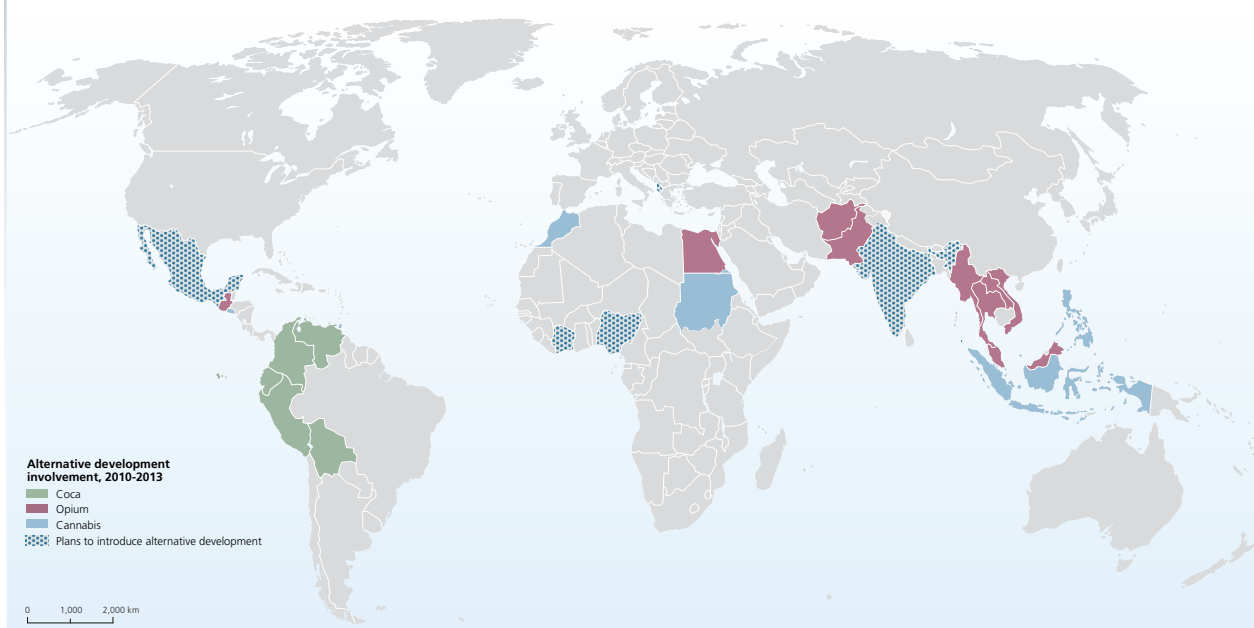 Alternative development
involvement, 2010-2013
Coca
Opium
Cannabis
Plans to introduce alternative development
0 1,000 2,000 km